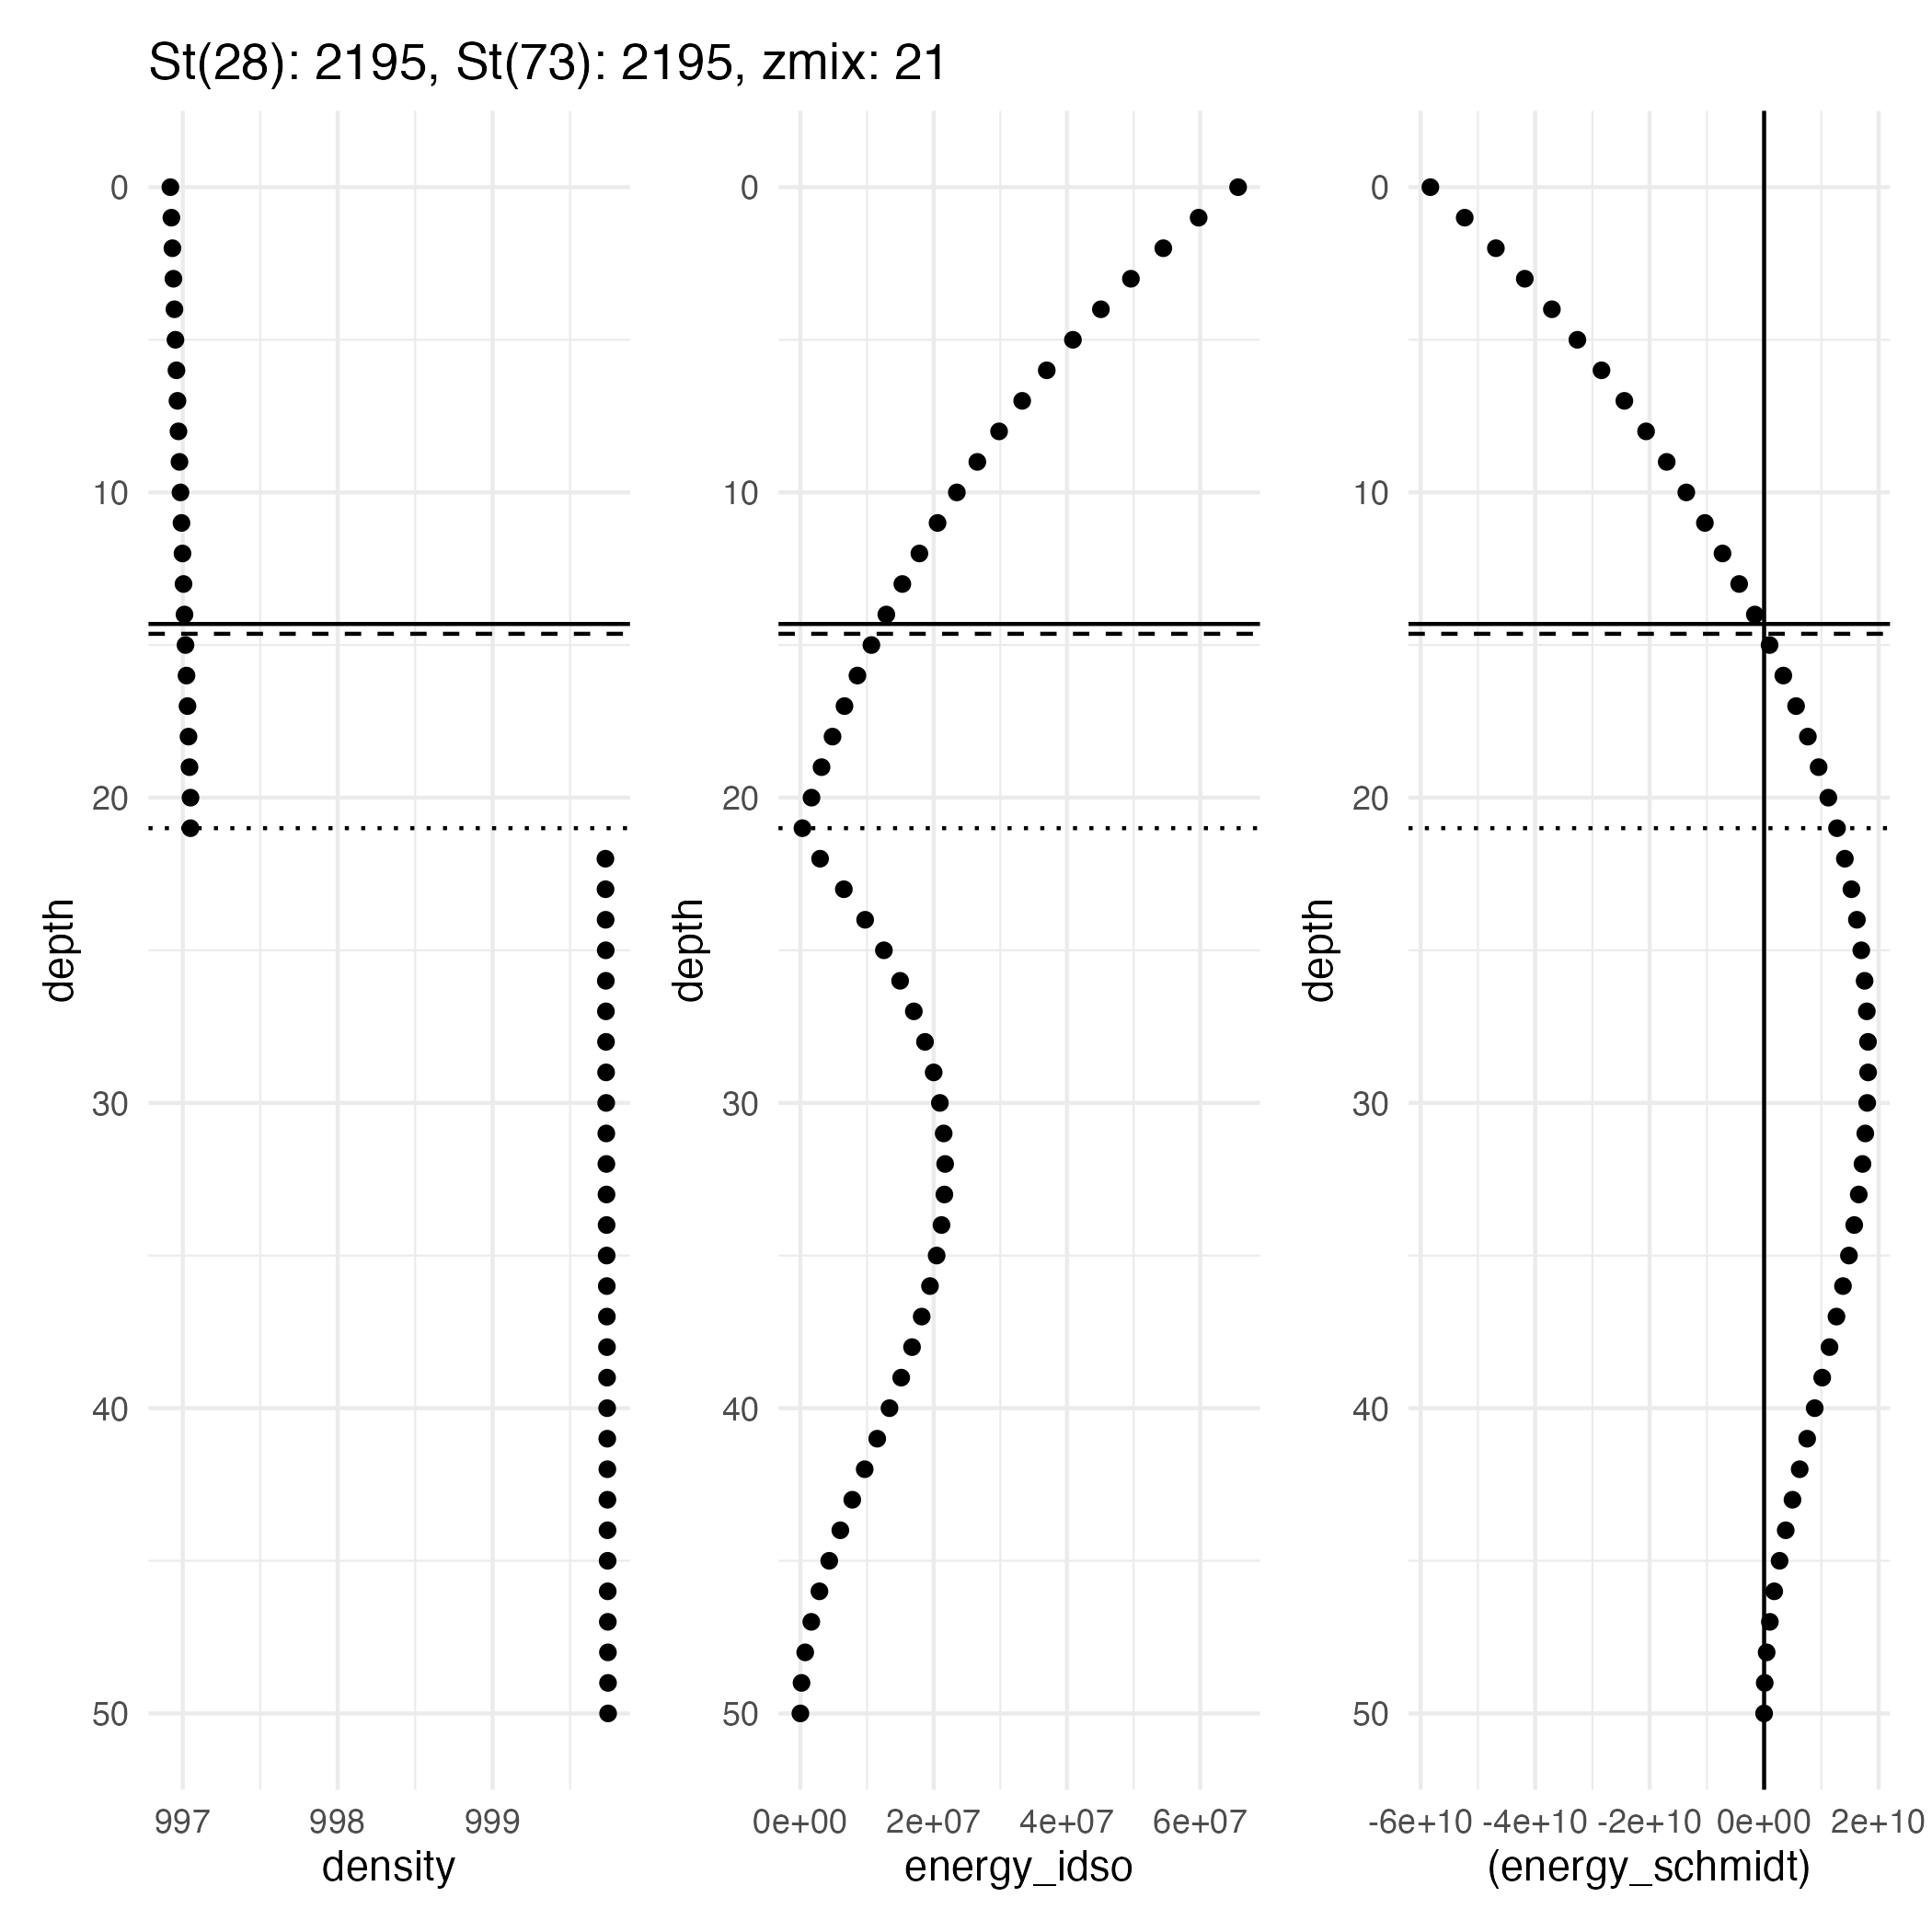 St(28): 2195, St(73): 2195, zmix: 21
0
10
20
30
40
50
depth
997 998 999
density
0
10
20
30
40
50
depth
0e+00 2e+07 4e+07 6e+07
energy_idso
0
10
20
30
40
50
depth
-6e+10 -4e+10 -2e+10 0e+00 2e+10
(energy_schmidt)